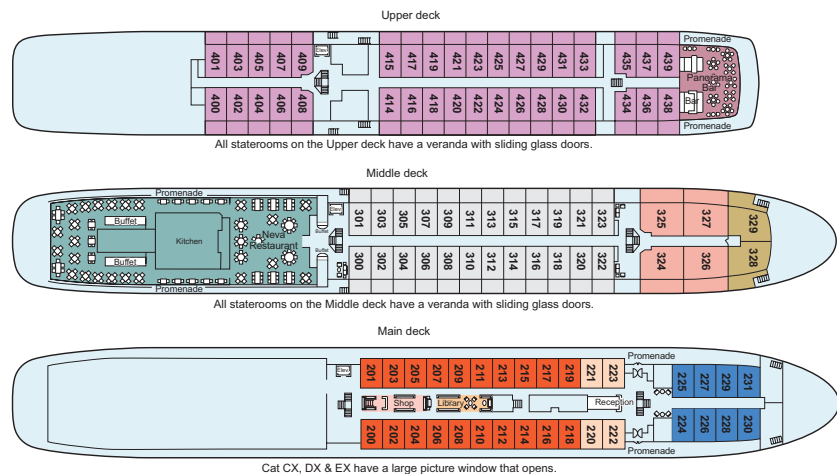 Upper deck
Promenade
401 403 405 407 409 Elev 415 417 419 421 423 425 427 429 431 433 435 437 439
Panorama
Bar
Bar
400 402 404 406 408 414 416 418 420 422 424 426 428 430 432 434 436 438
Promenade
All staterooms on the Upper deck have a veranda with sliding glass doors.
Middle deck
Promenade
Elev
301 303 305 307 309 311 313 315 317 319 321 323 325 327 329
Buffet
Buffet
Kitchen
Neva
Restaurant
Buffet
Buffet
300 302 304 306 308 310 312 314 316 318 320 322 324 326 328
Promenade
All staterooms on the Middle deck have a veranda with sliding glass doors.
Main deck
Promenade
Elev
201 203 205 207 209 211 213 215 217 219 221 223 225 227 229 231
Shop Library Reception
200 202 204 206 208 210 212 214 216 218 220 222 224 226 228 230
Promenade
Cat CX, DX & EX have a large picture window that opens.